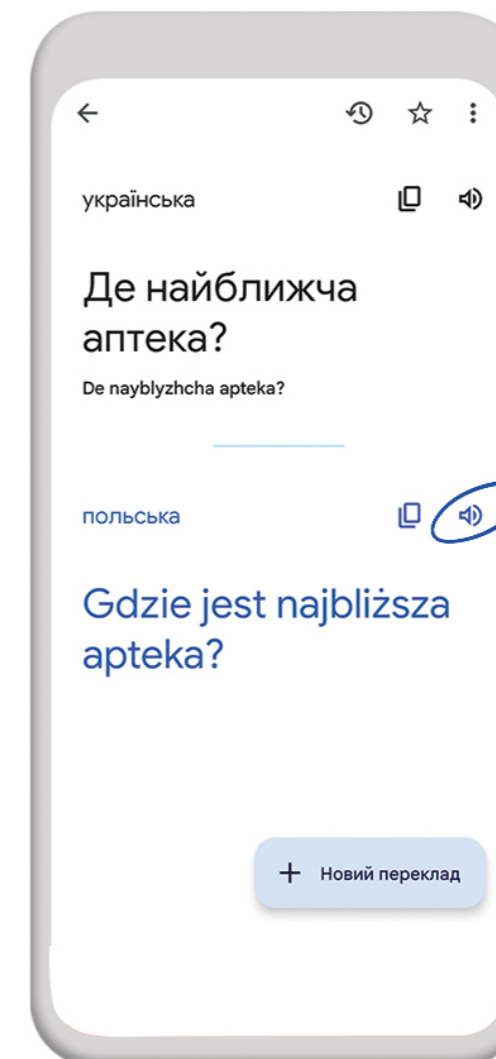 українська
Де найближча
аптека?
De nayblyzhcha apteka?
польська
Gdzie jest najbliższa
apteka?
Новий переклад